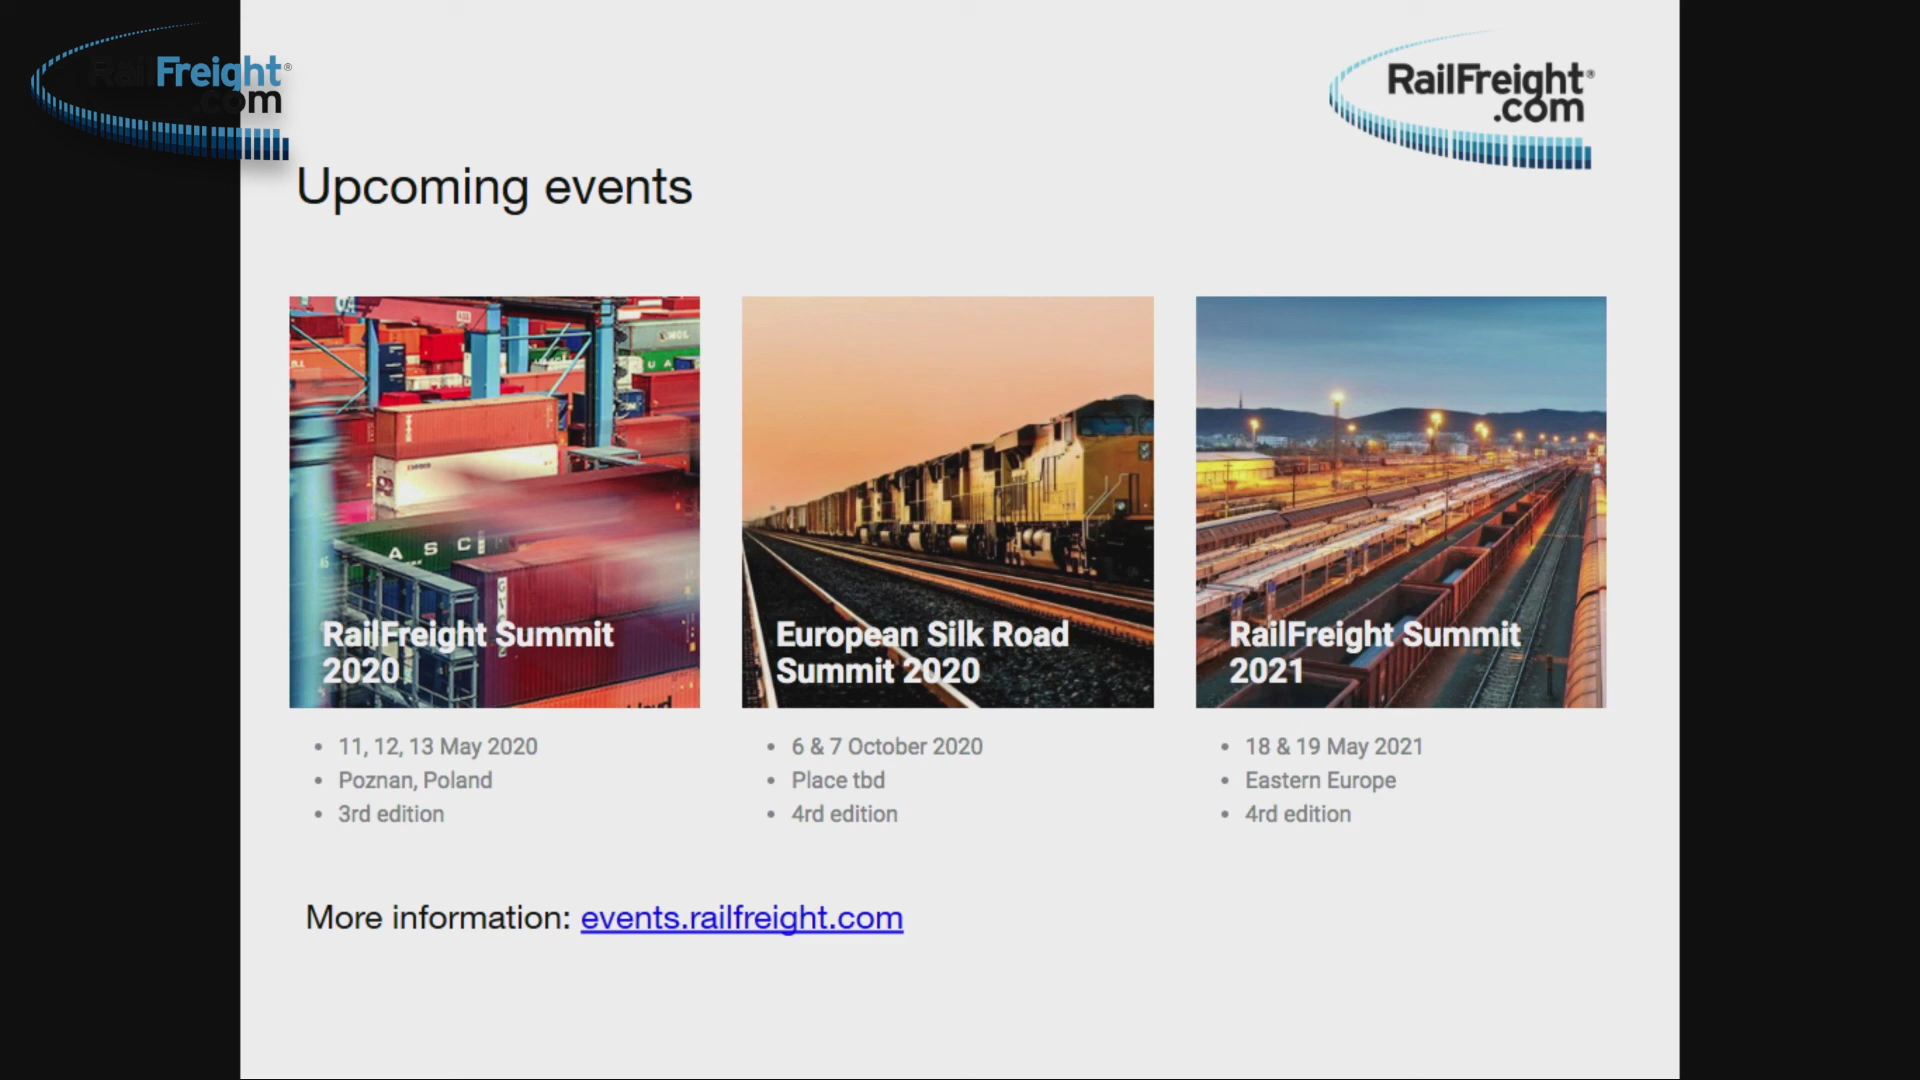 RailFreight®
.com
RailFreight®
.com
Upcoming events
A S C
RailFreight Summit
2020
European Silk Road
Summit 2020
RailFreight Summit
2021
• 11, 12, 13 May 2020
• Poznan, Poland
• 3rd edition
• 6 & 7 October 2020
• Place tbd
• 4rd edition
• 18 & 19 May 2021
• Eastern Europe
• 4rd edition
More information: events.railfreight.com